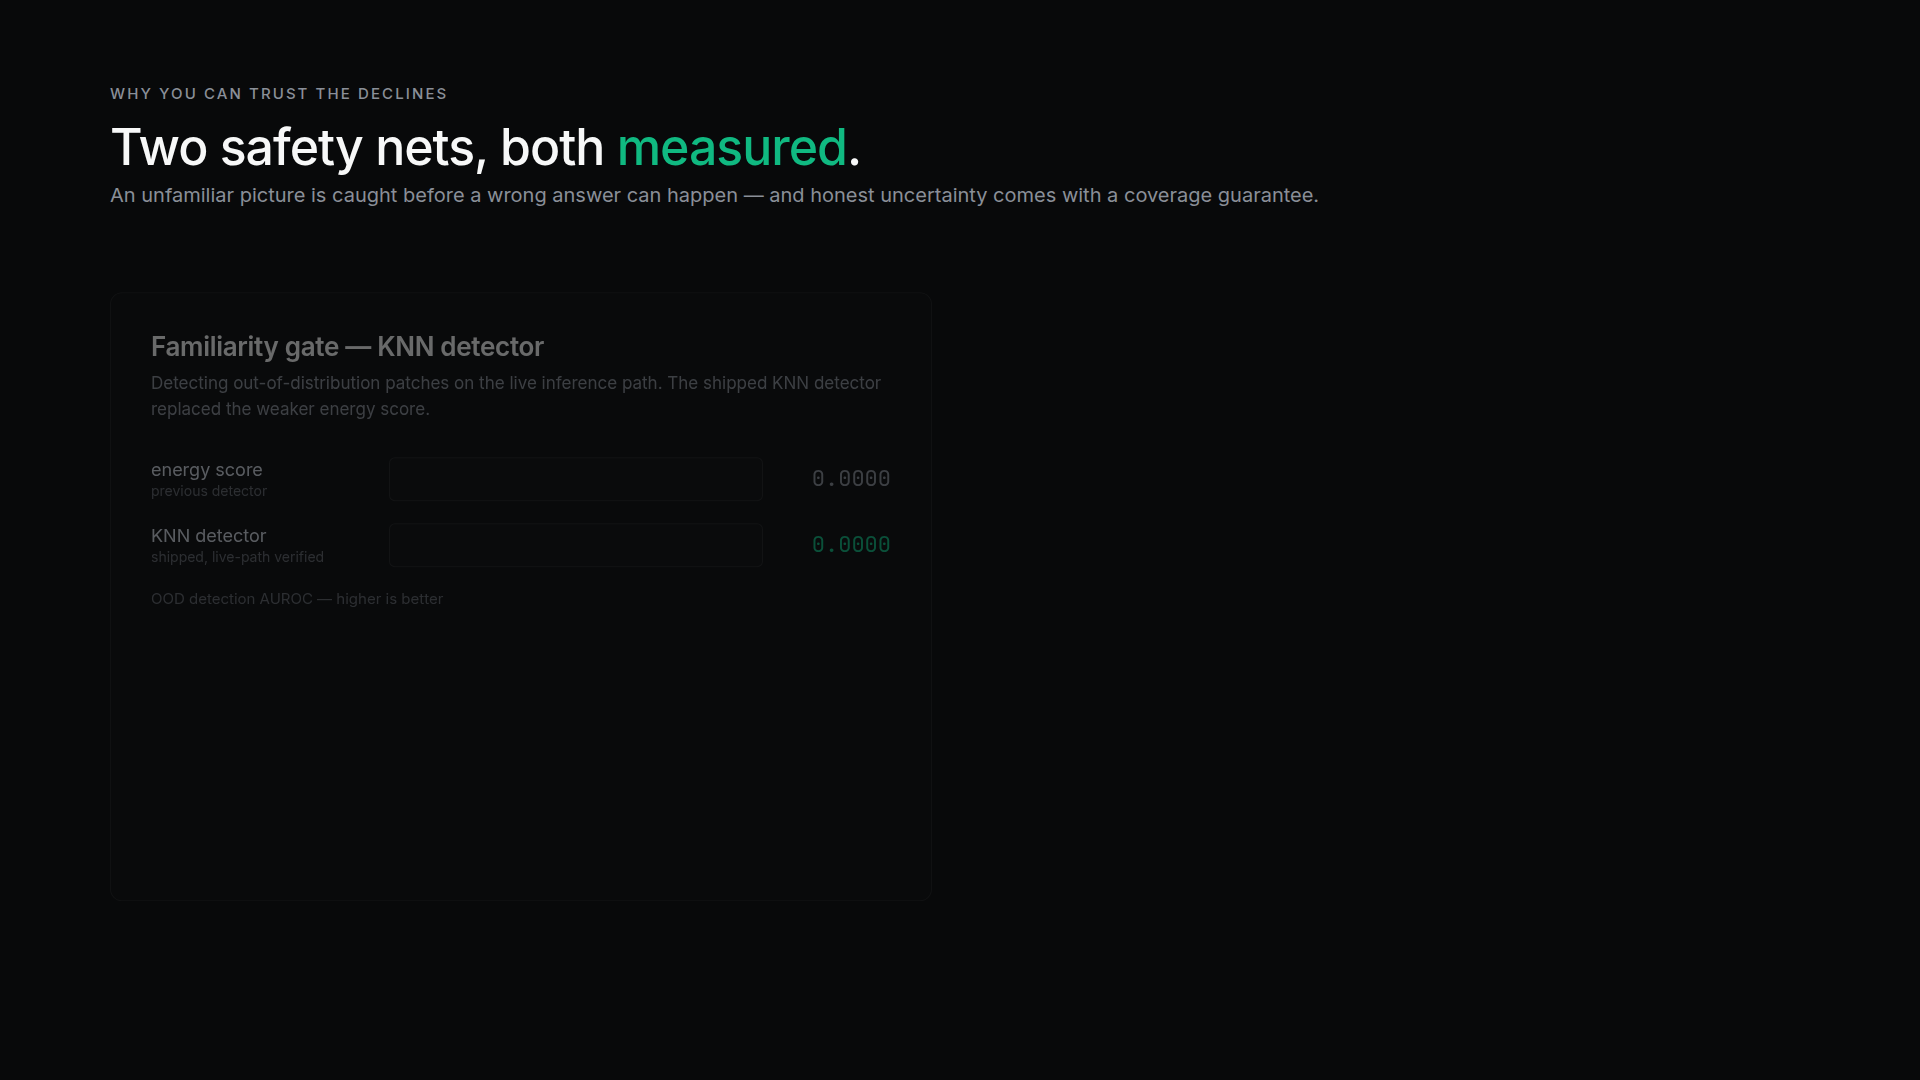 WHY YOU CAN TRUST THE DECLINES
Two safety nets, both measured.
An unfamiliar picture is caught before a wrong answer can happen — and honest uncertainty comes with a coverage guarantee.
Familiarity gate — KNN detector
Detecting out-of-distribution patches on the live inference path. The shipped KNN detector
replaced the weaker energy score.
energy score
0.0000
previous detector
KNN detector
0.0000
shipped, live-path verified
OOD detection AUROC — higher is better